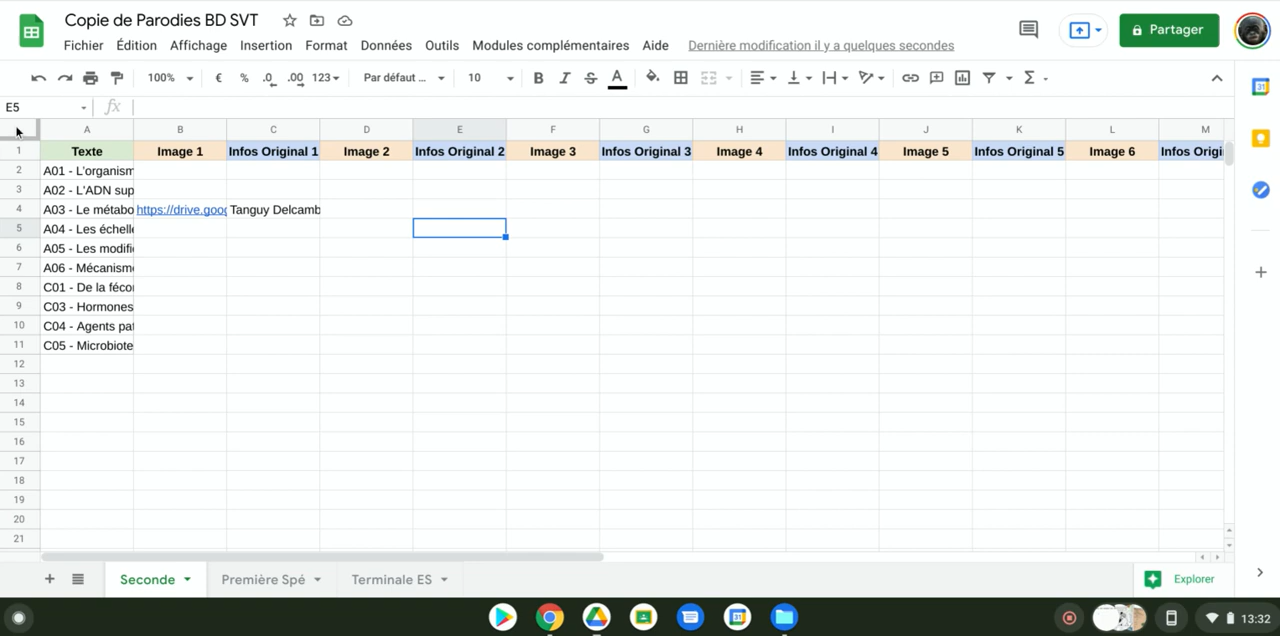 Copie de Parodies BD SVT
Fichier Édition Affichage Insertion Format Données Outils Modules complémentaires Aide Dernière modification il y a quelques secondes
Partager
100% € % .0 .00 123 Par défaut ... 10 B I S A Σ
E5 fx
A B C D E F G H I J K L M
1 Texte Image 1 Infos Original 1 Image 2 Infos Original 2 Image 3 Infos Original 3 Image 4 Infos Original 4 Image 5 Infos Original 5 Image 6 Infos Origi
2 A01 - L'organism
3 A02 - L'ADN sup
4 A03 - Le métabo https://drive.goog Tanguy Delcamb
5 A04 - Les échelle
6 A05 - Les modifi
7 A06 - Mécanisme
8 C01 - De la fécon
9 C03 - Hormones
10 C04 - Agents pat
11 C05 - Microbiote
12
13
14
15
16
17
18
19
20
21
Seconde Première Spé Terminale ES Explorer
31 31 13:32